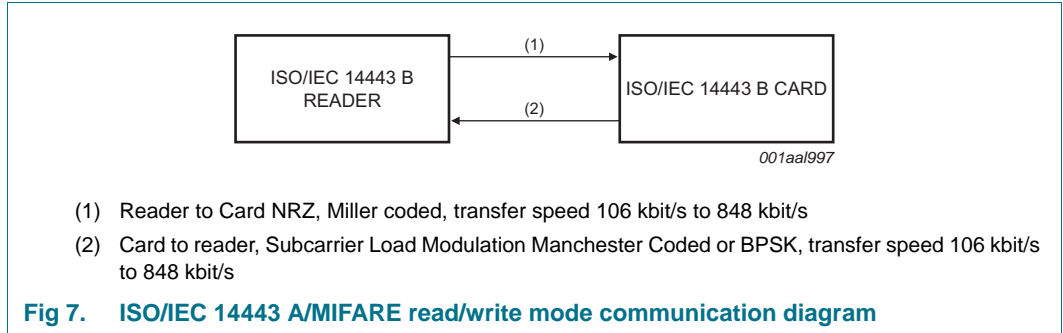 (1)
ISO/IEC 14443 B
READER
ISO/IEC 14443 B CARD
(2)
001aal997
(1) Reader to Card NRZ, Miller coded, transfer speed 106 kbit/s to 848 kbit/s
(2) Card to reader, Subcarrier Load Modulation Manchester Coded or BPSK, transfer speed 106 kbit/s
to 848 kbit/s
Fig 7. ISO/IEC 14443 A/MIFARE read/write mode communication diagram